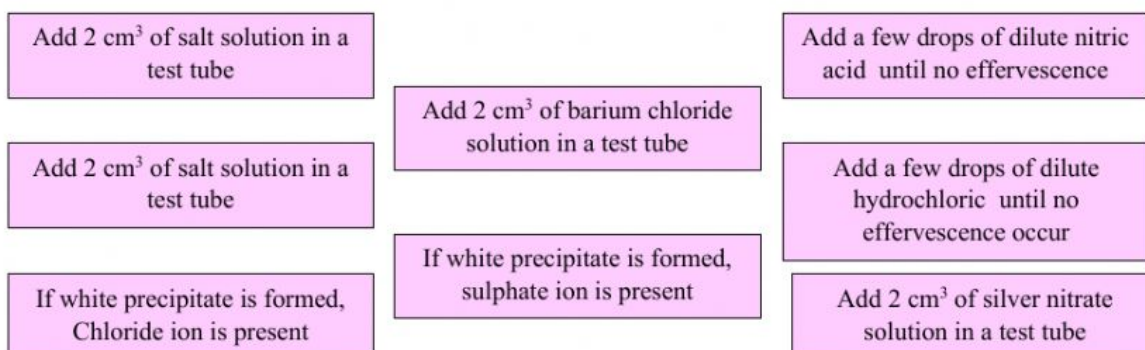 Add 2 cm³ of salt solution in a
test tube
Add 2 cm³ of salt solution in a
test tube
If white precipitate is formed,
Chloride ion is present
Add 2 cm³ of barium chloride
solution in a test tube
If white precipitate is formed,
sulphate ion is present
Add a few drops of dilute nitric
acid until no effervescence
Add a few drops of dilute
hydrochloric until no
effervescence occur
Add 2 cm³ of silver nitrate
solution in a test tube